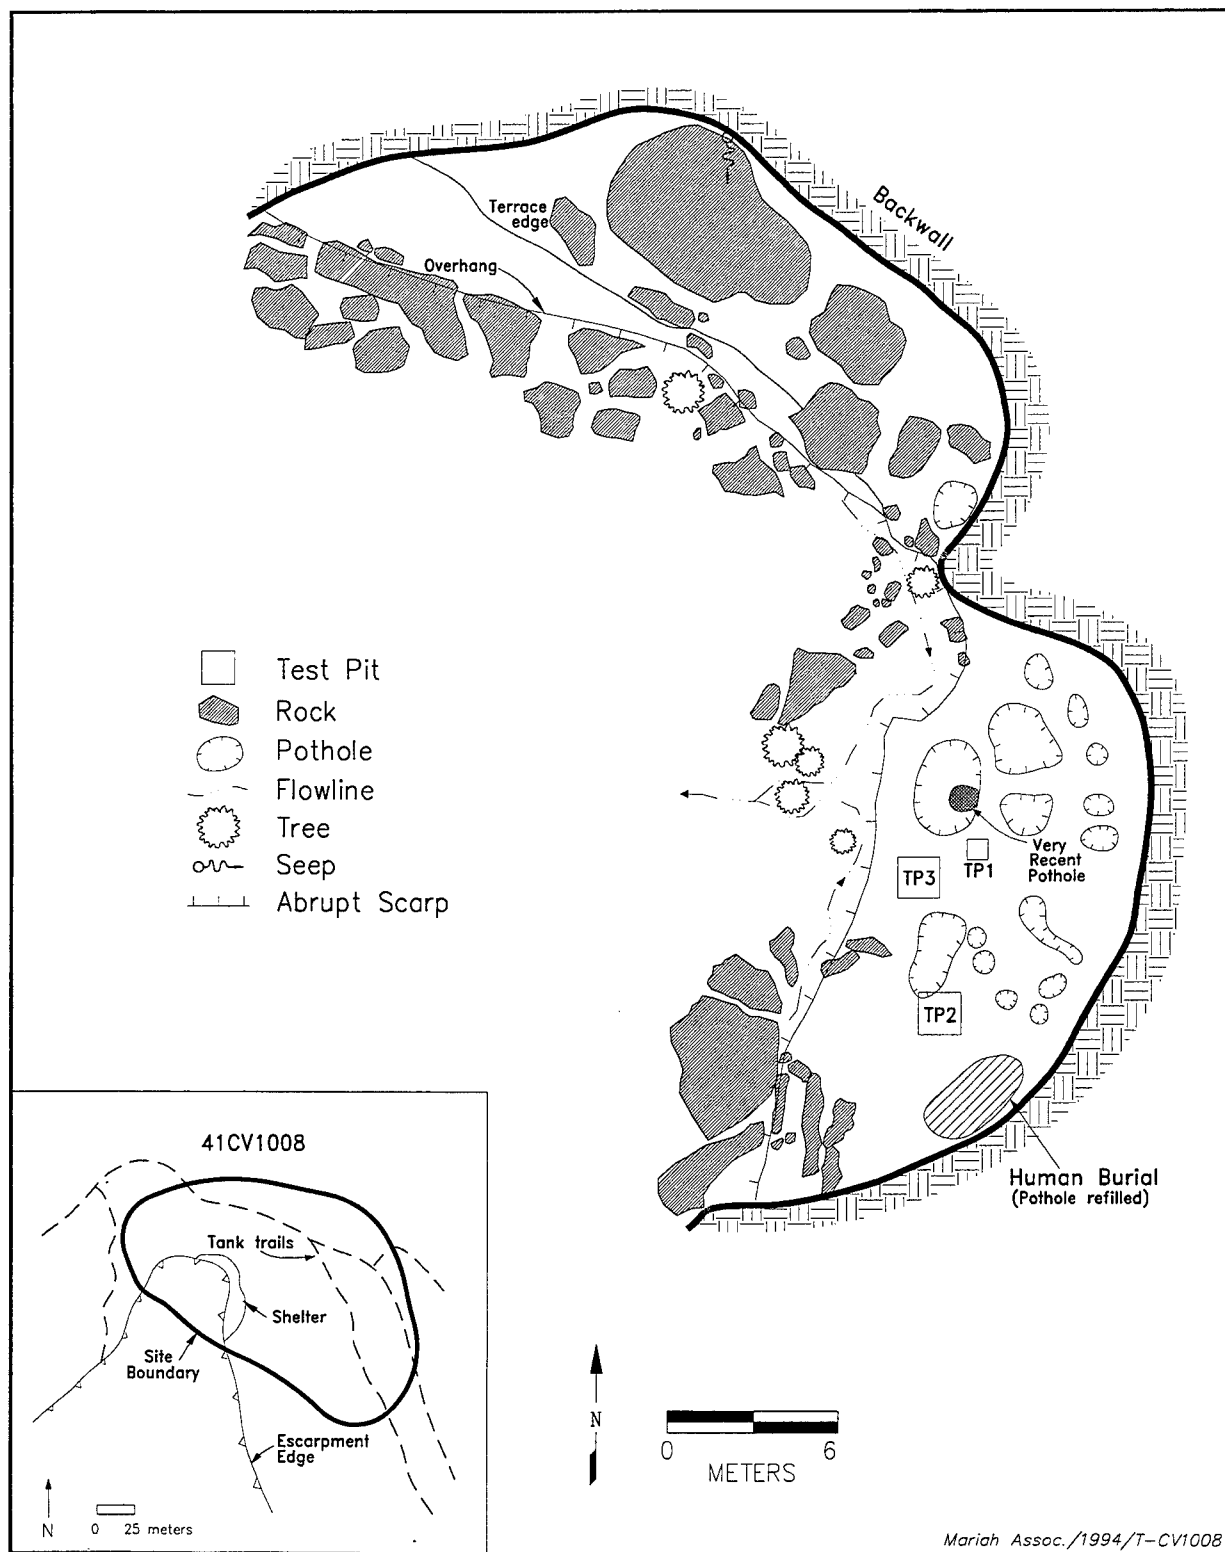 Backwall
Terrace
edge
Overhang
Test Pit
Rock
Pothole
Flowline
Tree
Seep
Abrupt Scarp
Very
Recent
Pothole
TP1
TP3
TP2
Human Burial
(Pothole refilled)
41CV1008
Tank trails
Shelter
Site
Boundary
Escarpment
Edge
N
0 25 meters
N
0 6
METERS
Mariah Assoc./1994/T-CV1008